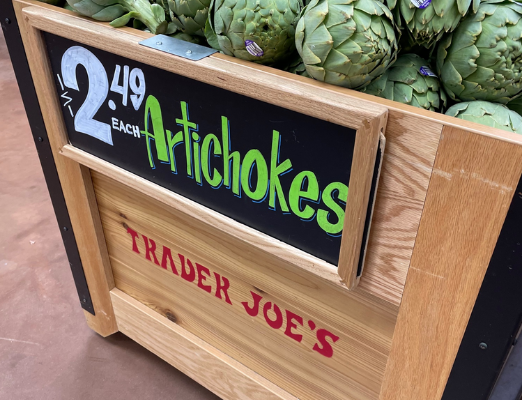 2.49 EACH Artichokes
TRADER JOE'S